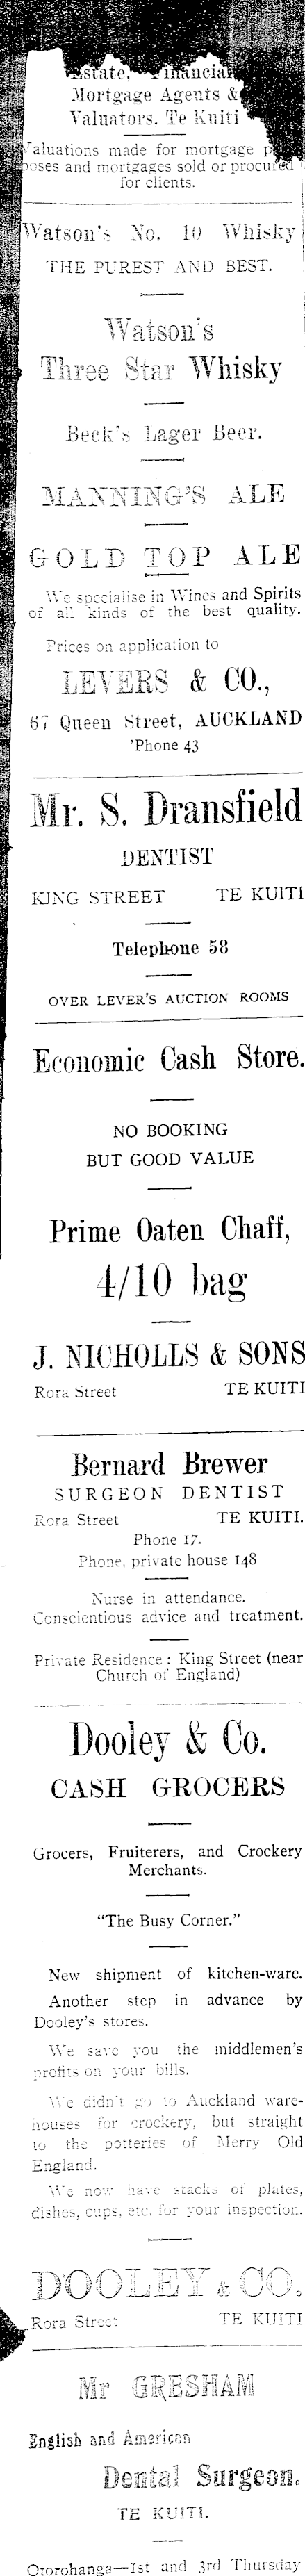 Estate, Financial
Mortgage Agents &
Valuators. Te Kuiti
Valuations made for mortgage
poses and mortgages sold or procured
for clients.
Watson's No. 10 Whisky
THE PUREST AND BEST.
Watson's
Three Star Whisky
Beck's Lager Beer.
MANNING'S ALE
GOLD TOP ALE
We specialise in Wines and Spirits
of all kinds of the best quality.
Prices on application to
LEVERS & CO.,
67 Queen Street, AUCKLAND
'Phone 43
Mr. S. Dransfield
DENTIST
KING STREET TE KUITI
Telephone 58
OVER LEVER'S AUCTION ROOMS
Economic Cash Store.
NO BOOKING
BUT GOOD VALUE
Prime Oaten Chaff,
4/10 bag
J. NICHOLLS & SONS
Rora Street TE KUITI
Bernard Brewer
SURGEON DENTIST
Rora Street TE KUITI.
Phone 17.
Phone, private house 148
Nurse in attendance.
Conscientious advice and treatment.
Private Residence: King Street (near
Church of England)
Dooley & Co.
CASH GROCERS
Grocers, Fruiterers, and Crockery
Merchants.
"The Busy Corner."
New shipment of kitchen-ware.
Another step in advance by
Dooley's stores.
We save you the middlemen's
profits on your bills.
We didn't go to Auckland ware-
houses for crockery, but straight
to the potteries of Merry Old
England.
We now have stacks of plates,
dishes, cups, etc. for your inspection.
DOOLEY & CO.
Rora Street TE KUITI
Mr GRESHAM
English and American
Dental Surgeon.
TE KUITI.
Otorohanga—1st and 3rd Thursday